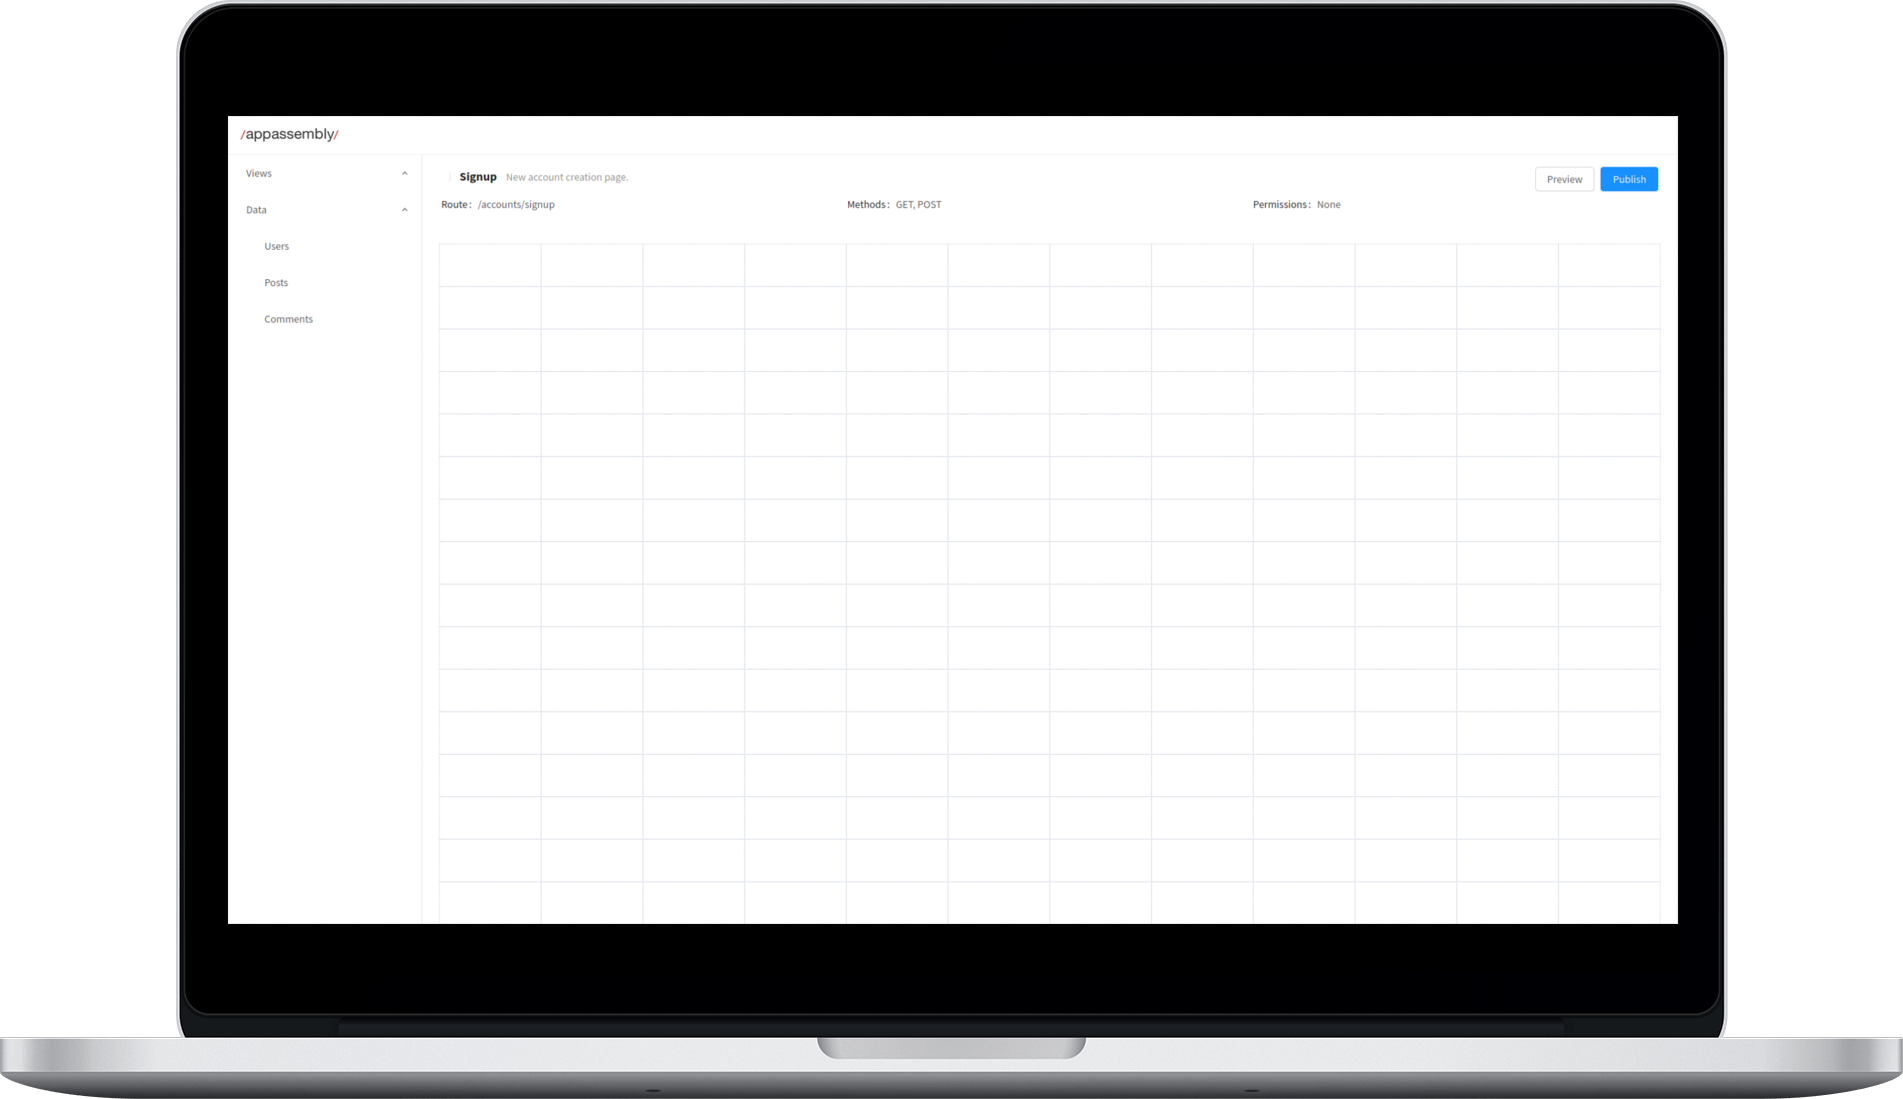 /appassembly/
Views
Data
Users
Posts
Comments
Signup New account creation page.
Preview
Publish
Route: /accounts/signup
Methods: GET, POST
Permissions: None